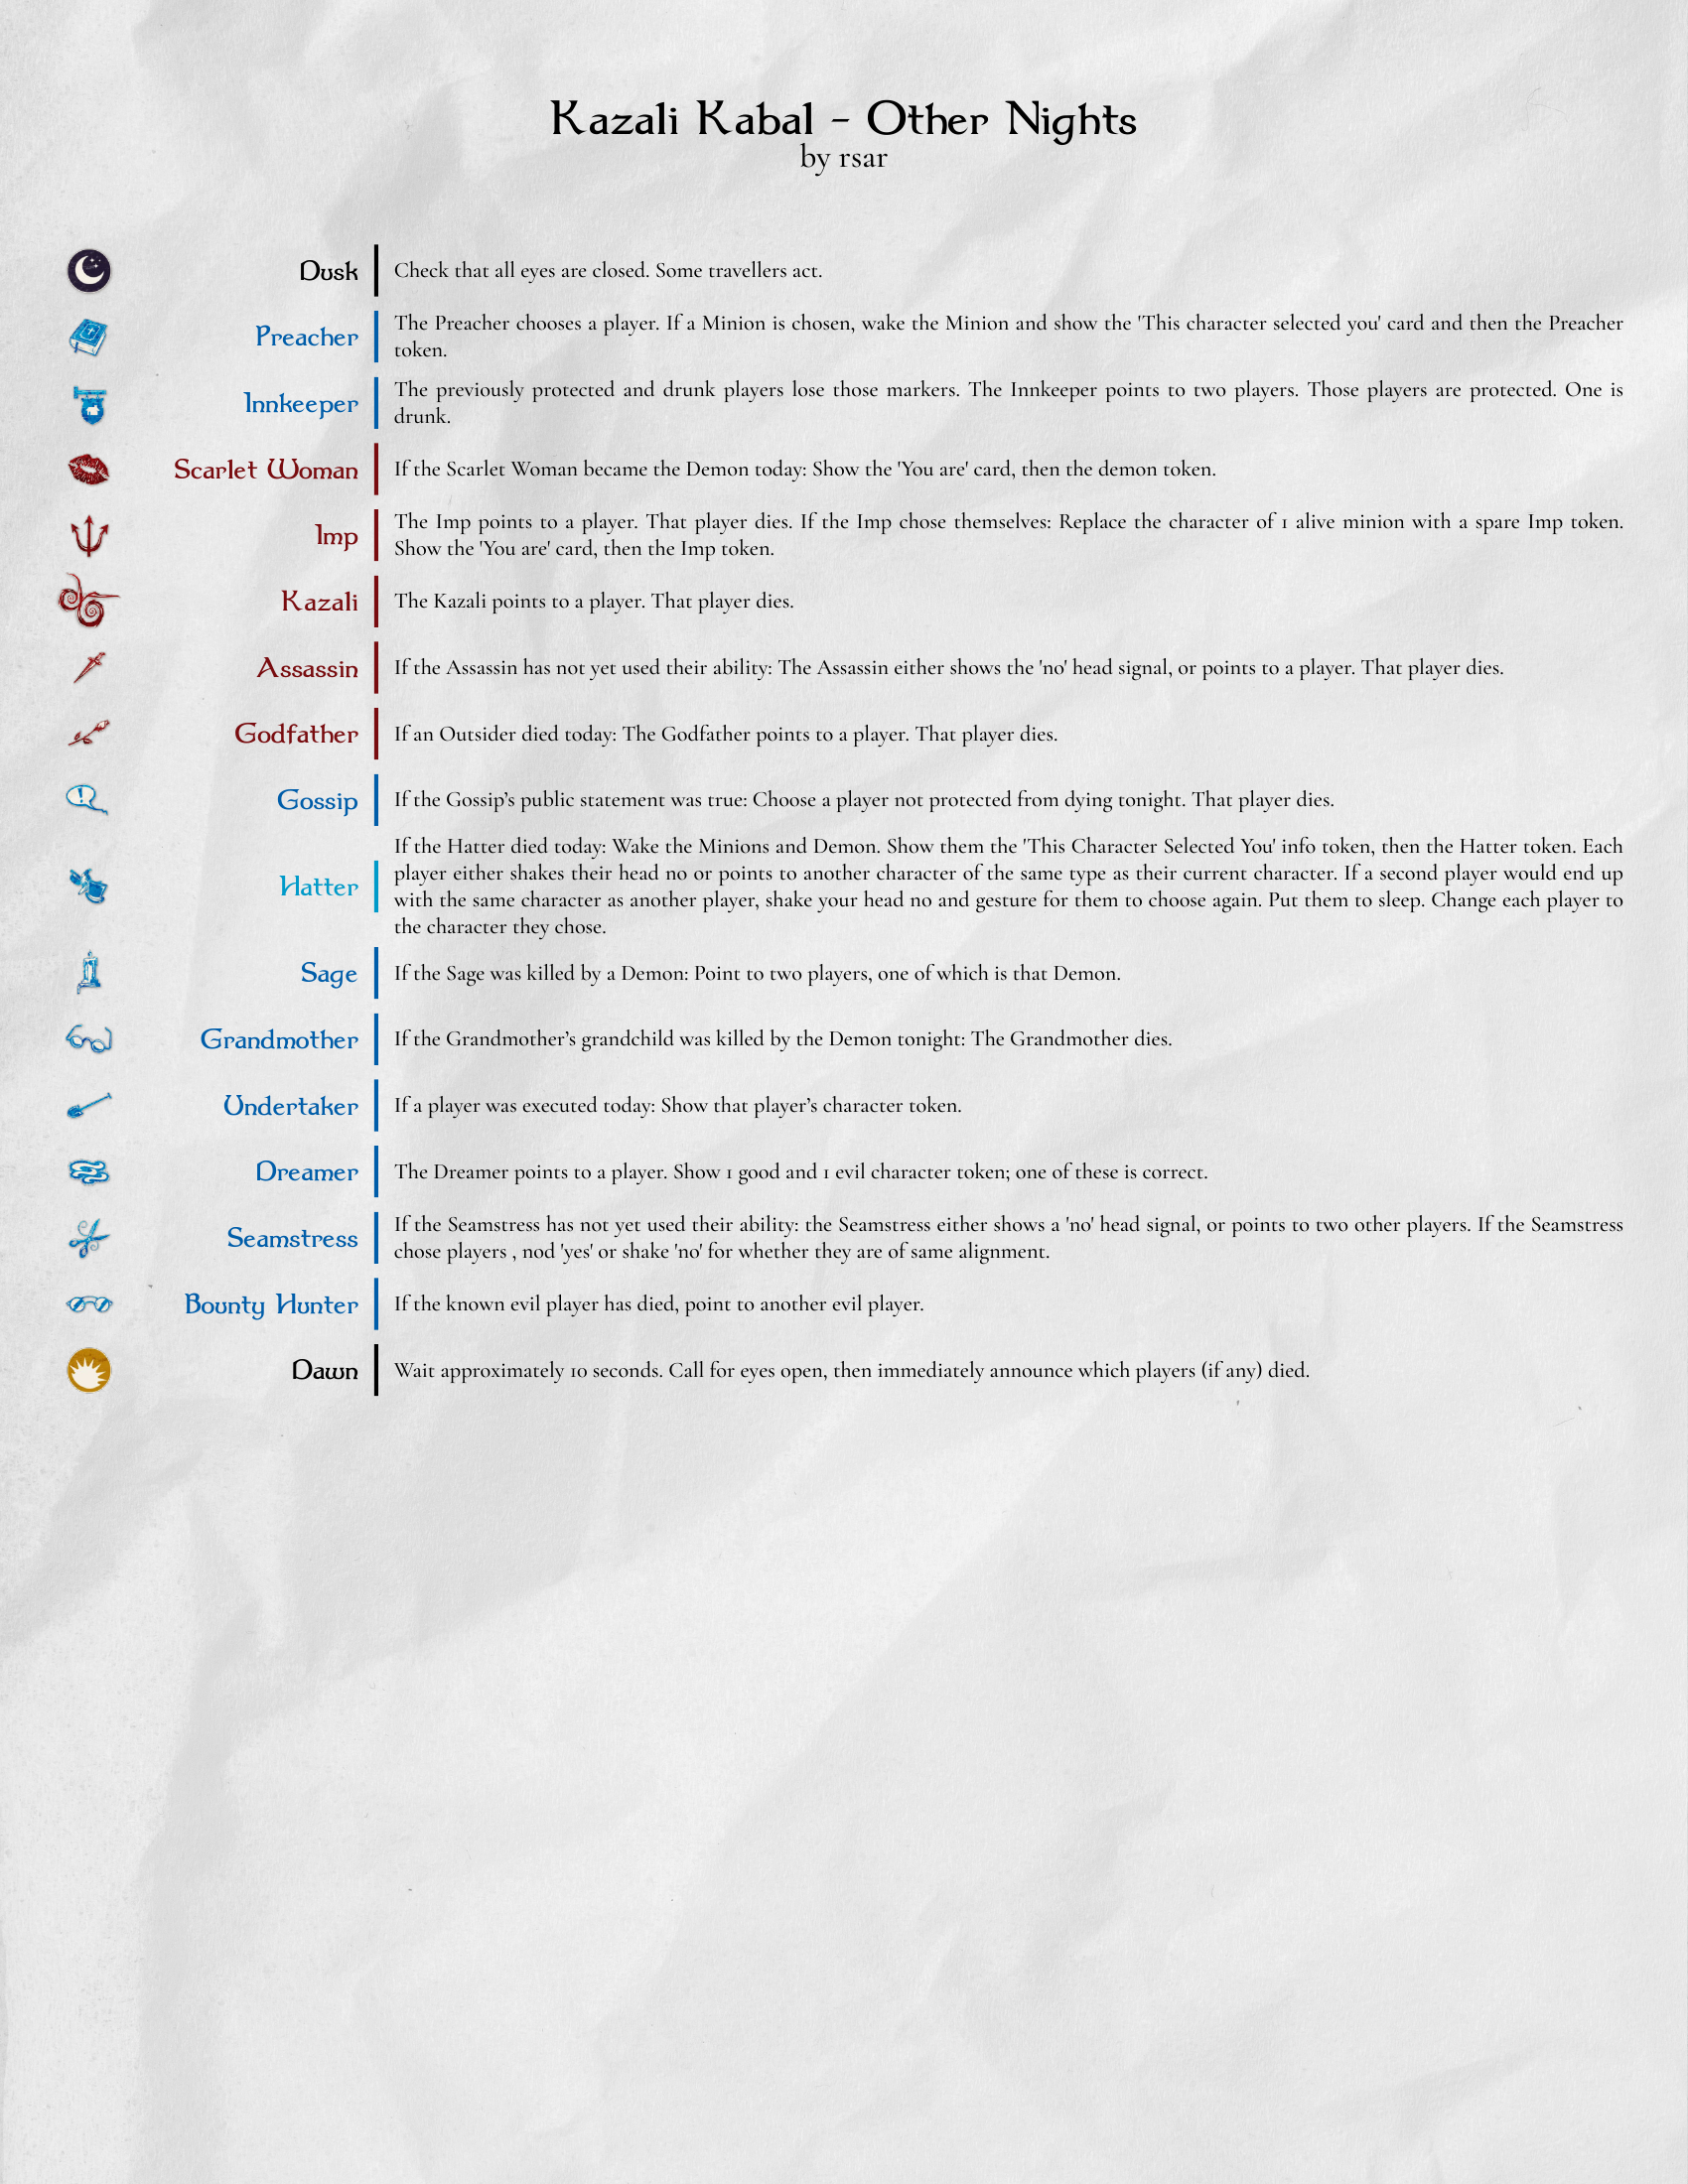 Kazali Kabal - Other Nights
by rsar
Dusk
Check that all eyes are closed. Some travellers act.
Preacher
The Preacher chooses a player. If a Minion is chosen, wake the Minion and show the 'This character selected you' card and then the Preacher
token.
Innkeeper
The previously protected and drunk players lose those markers. The Innkeeper points to two players. Those players are protected. One is
drunk.
Scarlet Woman
If the Scarlet Woman became the Demon today: Show the 'You are' card, then the demon token.
Imp
The Imp points to a player. That player dies. If the Imp chose themselves: Replace the character of 1 alive minion with a spare Imp token.
Show the 'You are' card, then the Imp token.
Kazali
The Kazali points to a player. That player dies.
Assassin
If the Assassin has not yet used their ability: The Assassin either shows the 'no' head signal, or points to a player. That player dies.
Godfather
If an Outsider died today: The Godfather points to a player. That player dies.
Gossip
If the Gossip’s public statement was true: Choose a player not protected from dying tonight. That player dies.
Hatter
If the Hatter died today: Wake the Minions and Demon. Show them the 'This Character Selected You' info token, then the Hatter token. Each
player either shakes their head no or points to another character of the same type as their current character. If a second player would end up
with the same character as another player, shake your head no and gesture for them to choose again. Put them to sleep. Change each player to
the character they chose.
Sage
If the Sage was killed by a Demon: Point to two players, one of which is that Demon.
Grandmother
If the Grandmother’s grandchild was killed by the Demon tonight: The Grandmother dies.
Undertaker
If a player was executed today: Show that player’s character token.
Dreamer
The Dreamer points to a player. Show 1 good and 1 evil character token; one of these is correct.
Seamstress
If the Seamstress has not yet used their ability: the Seamstress either shows a 'no' head signal, or points to two other players. If the Seamstress
chose players , nod 'yes' or shake 'no' for whether they are of same alignment.
Bounty Hunter
If the known evil player has died, point to another evil player.
Dawn
Wait approximately 10 seconds. Call for eyes open, then immediately announce which players (if any) died.